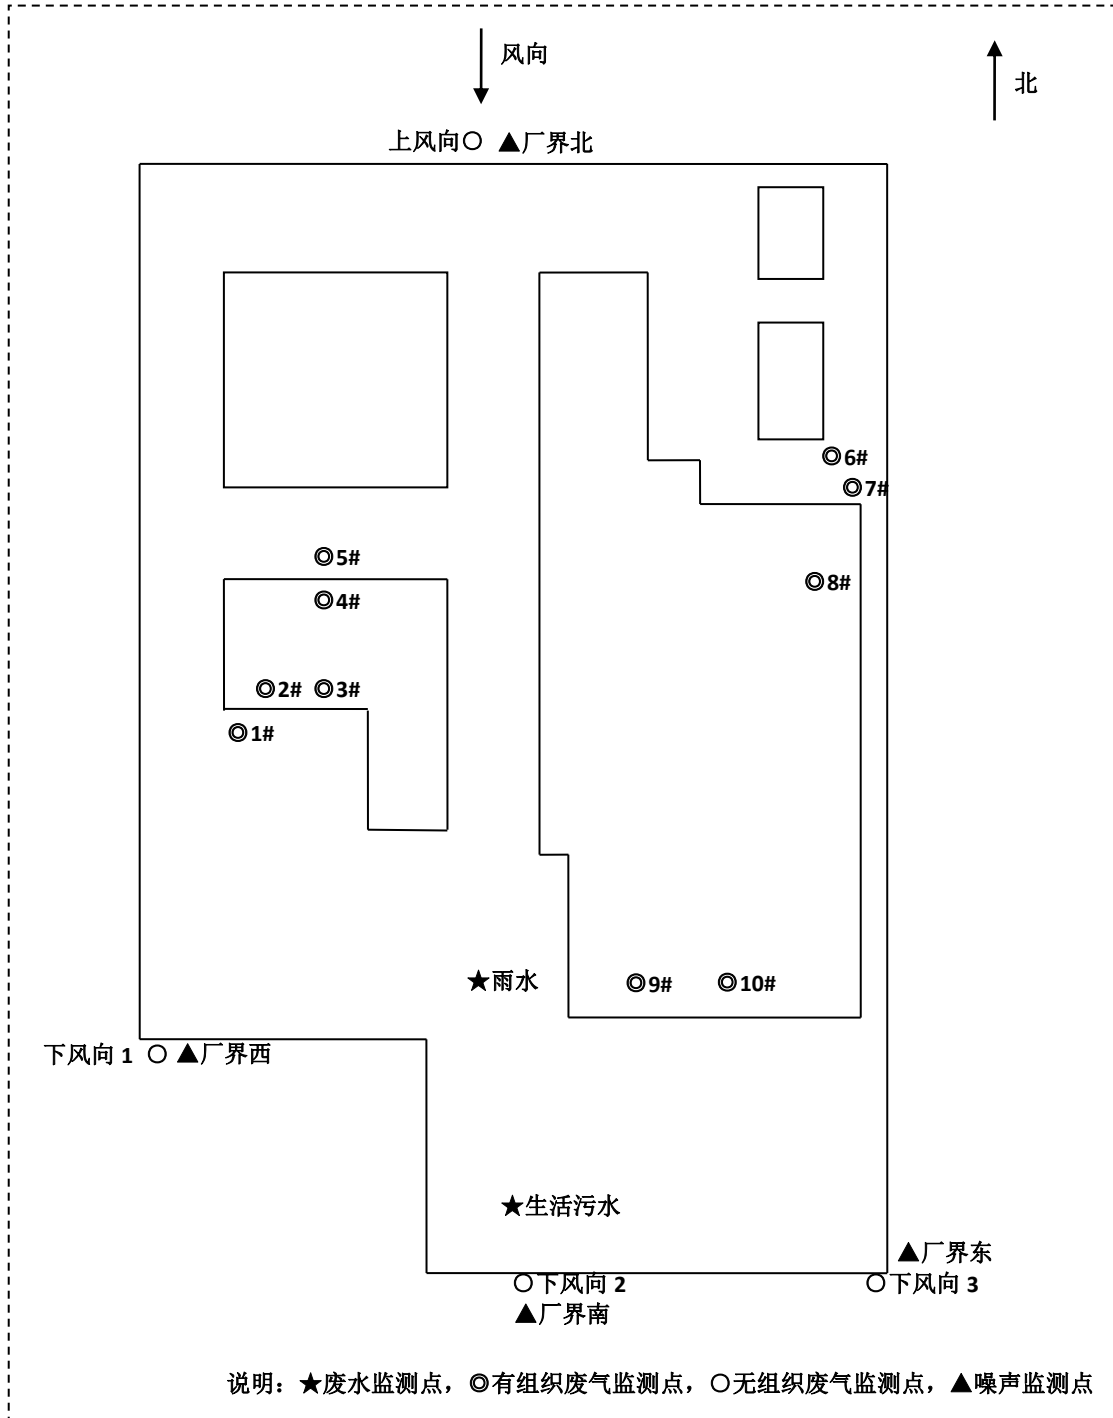 风向
北
上风向○ ▲厂界北
◎6#
◎7#
◎5#
◎8#
◎4#
◎2# ◎3#
◎1#
★雨水 ◎9# ◎10#
下风向 1 ○ ▲厂界西
★生活污水
▲厂界东
○下风向 2 ○下风向 3
▲厂界南
说明：★废水监测点，◎有组织废气监测点，○无组织废气监测点，▲噪声监测点